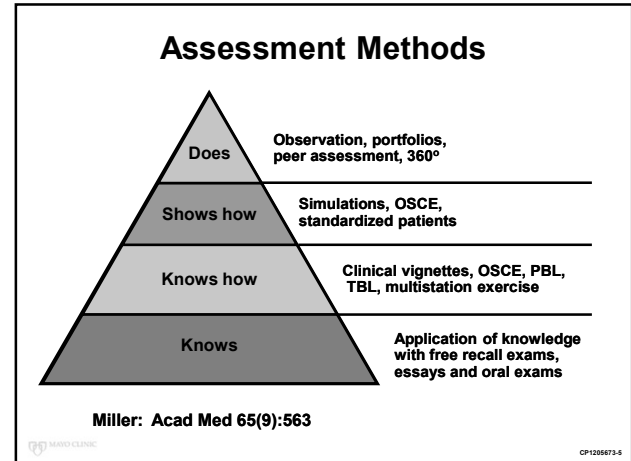 Assessment Methods
Does
Observation, portfolios,
peer assessment, 360º
Shows how
Simulations, OSCE,
standardized patients
Knows how
Clinical vignettes, OSCE, PBL,
TBL, multistation exercise
Knows
Application of knowledge
with free recall exams,
essays and oral exams
Miller:  Acad Med 65(9):563
MAYO CLINIC
CP1205673-5